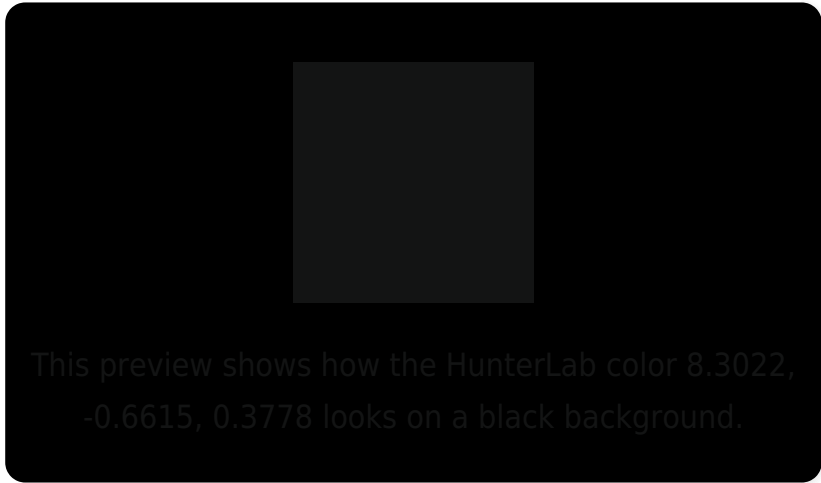 This preview shows how the HunterLab color 8.3022,
-0.6615, 0.3778 looks on a black background.